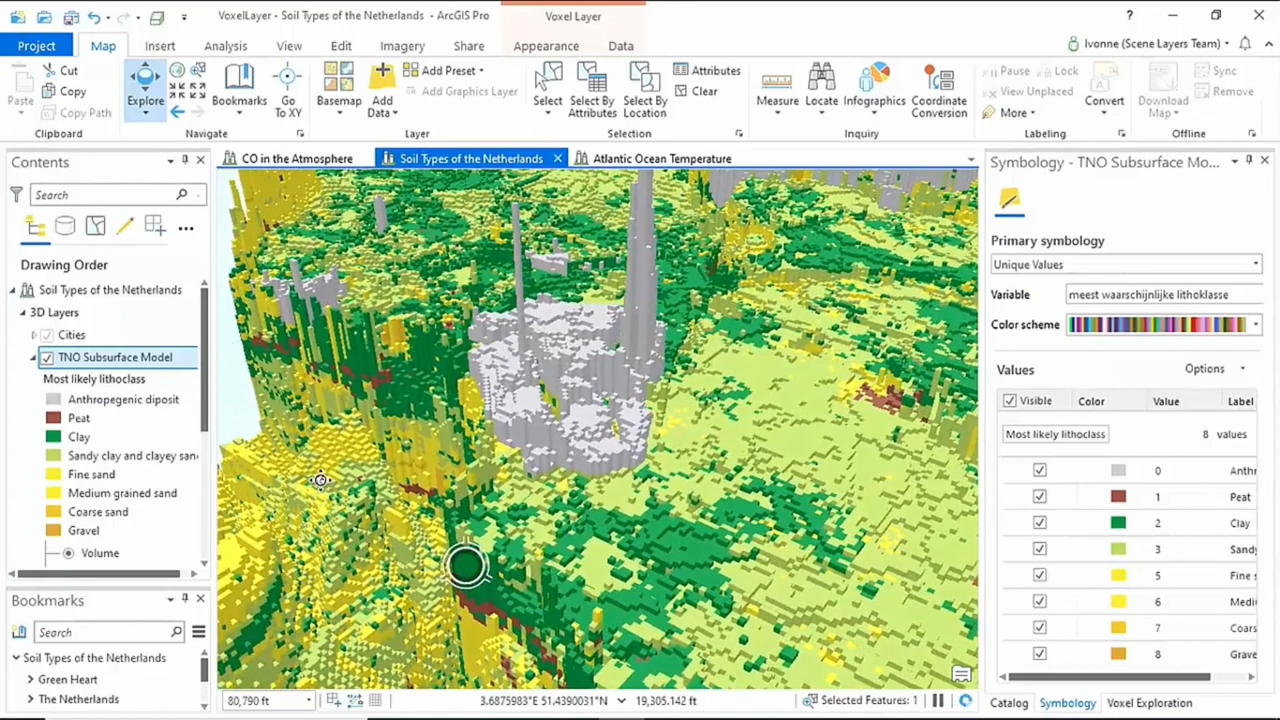 VoxelLayer - Soil Types of the Netherlands - ArcGIS Pro
Voxel Layer
?
Project
Map
Insert
Analysis
View
Edit
Imagery
Share
Appearance
Data
Ivonne (Scene Layers Team)
Paste
Cut
Copy
Copy Path
Clipboard
Explore
Bookmarks
Go To XY
Navigate
Basemap
Add Data
Add Preset
Add Graphics Layer
Layer
Select
Select By Attributes
Select By Location
Attributes
Clear
Selection
Measure
Locate
Infographics
Coordinate Conversion
Inquiry
Pause
Lock
View Unplaced
More
Convert
Labeling
Download Map
Sync
Remove
Offline
Contents
Search
Drawing Order
Soil Types of the Netherlands
3D Layers
Cities
TNO Subsurface Model
Most likely lithoclass
Anthropegenic diposit
Peat
Clay
Sandy clay and clayey san
Fine sand
Medium grained sand
Coarse sand
Gravel
Volume
Bookmarks
Search
Soil Types of the Netherlands
Green Heart
The Netherlands
CO in the Atmosphere
Soil Types of the Netherlands
Atlantic Ocean Temperature
80,790 ft
3.6875983°E 51.4390031°N
19,305.142 ft
Selected Features: 1
Symbology - TNO Subsurface Mo...
Primary symbology
Unique Values
Variable
meest waarschijnlijke lithoklasse
Color scheme
Values
Options
Visible
Color
Value
Label
Most likely lithoclass
8 values
0 Anthr
1 Peat
2 Clay
3 Sandy
5 Fine s
6 Medi
7 Coars
8 Grave
Catalog
Symbology
Voxel Exploration